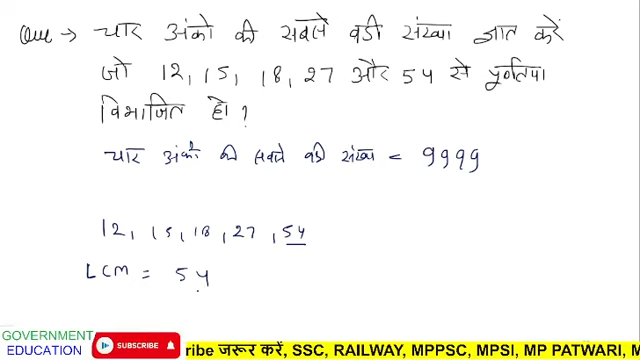 Que → चार अंको की सबसे बडी संख्या ज्ञात करें
जो 12, 15, 18, 27 और 54 से पूर्णतया
विभाजित हो ?
चार अंको की सबसे बडी संख्या = 9999
12, 15, 18, 27, 54
LCM = 54
GOVERNMENT
EDUCATION
SUBSCRIBE
ribe जरूर करें, SSC, RAILWAY, MPPSC, MPSI, MP PATWARI, M